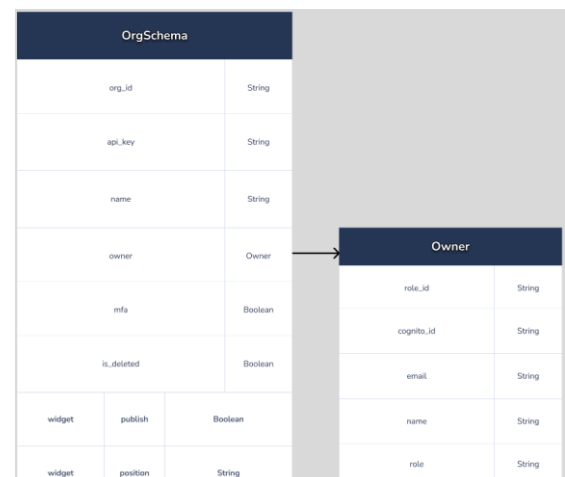 OrgSchema
org_id String
api_key String
name String
owner Owner
mfa Boolean
is_deleted Boolean
widget publish Boolean
widget position String
Owner
role_id String
cognito_id String
email String
name String
role String